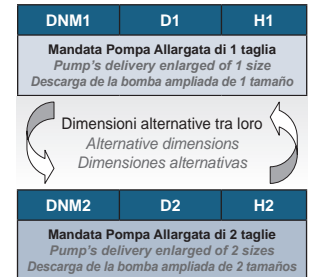 DNM1 D1 H1
Mandata Pompa Allargata di 1 taglia
Pump's delivery enlarged of 1 size
Descarga de la bomba ampliada de 1 tamaño
Dimensioni alternative tra loro
Alternative dimensions
Dimensiones alternativas
DNM2 D2 H2
Mandata Pompa Allargata di 2 taglie
Pump's delivery enlarged of 2 sizes
Descarga de la bomba ampliada de 2 tamaños